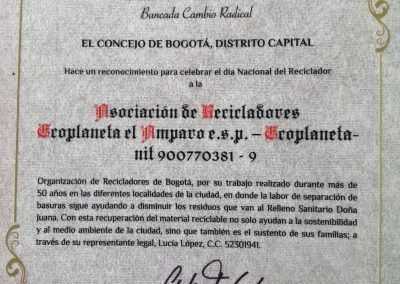 Bancada Cambio Radical
EL CONCEJO DE BOGOTÁ, DISTRITO CAPITAL
Hace un reconocimiento para celebrar el día Nacional del Reciclador
a la
Asociación de Recicladores
Ecoplaneta el Amparo e.s.p. – Ecoplaneta-
nit 900770381 - 9
Organización de Recicladores de Bogotá, por su trabajo realizado durante más de
50 años en las diferentes localidades de la ciudad, en donde la labor de separación de
basuras sigue ayudando a disminuir los residuos que van al Relleno Sanitario Doña
Juana. Con esta recuperación del material reciclable no solo ayudan a la sostenibilidad
y al medio ambiente de la ciudad, sino que también es el sustento de sus familias; a
través de su representante legal, Lucía López, C.C. 52301941.